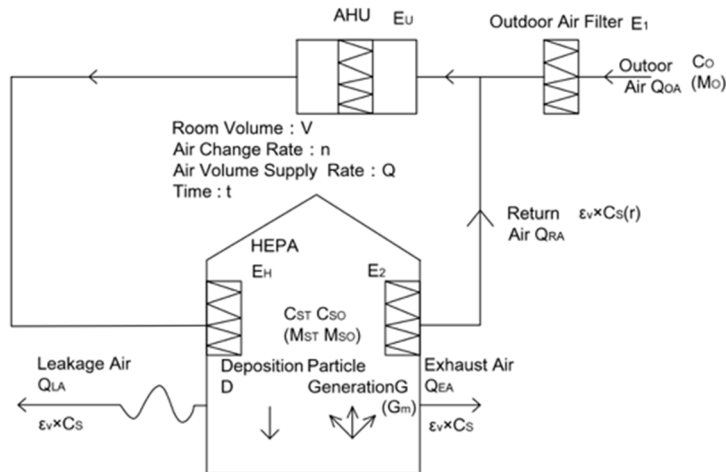 AHU EU Outdoor Air Filter E1
Outoor CO
Air QOA (MO)
Room Volume : V
Air Change Rate : n
Air Volume Supply Rate : Q
Time : t
Return εv×CS(r)
Air QRA
HEPA
EH E2
CST CSO
(MST MSO)
Leakage Air
QLA
εv×CS
Deposition
D
Particle
GenerationG
(Gm)
Exhaust Air
QEA
εv×CS